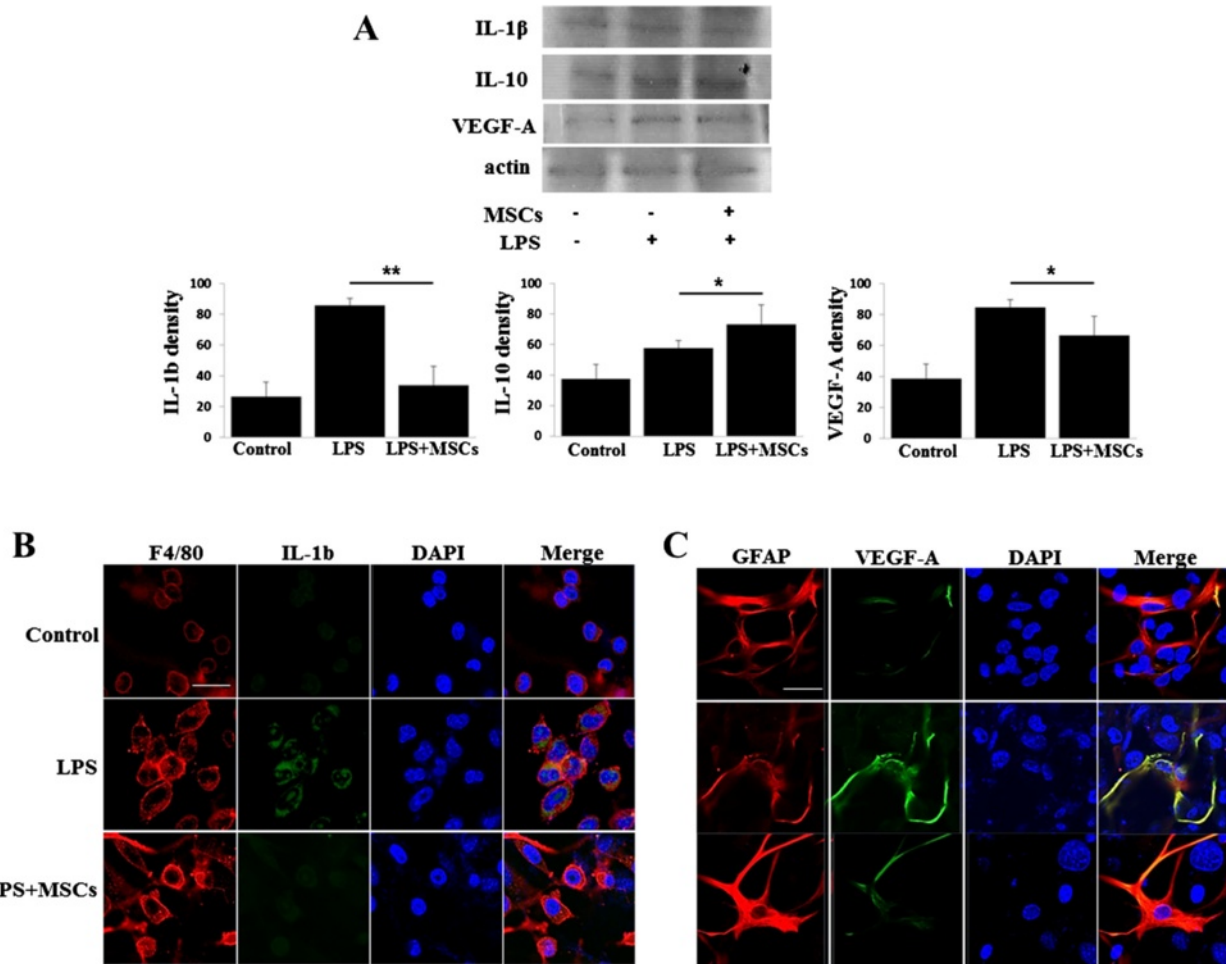 A
IL-1β
IL-10
VEGF-A
actin
MSCs - - +
LPS - + +
IL-1b density
100
80
60
40
20
0
**
Control LPS LPS+MSCs
IL-10 density
100
80
60
40
20
0
*
Control LPS LPS+MSCs
VEGF-A density
100
80
60
40
20
0
*
Control LPS LPS+MSCs
B
F4/80 IL-1b DAPI Merge
Control
LPS
PS+MSCs
C
GFAP VEGF-A DAPI Merge